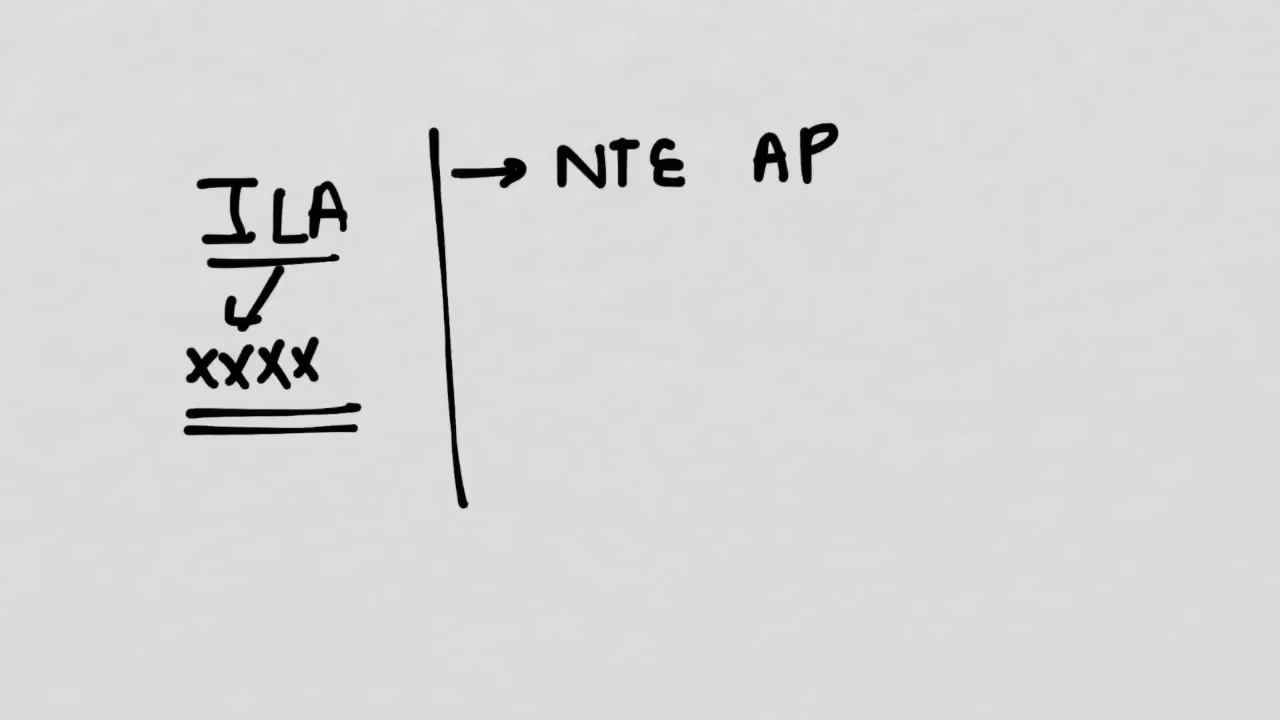 ILA
xxxx
→ NTE AP